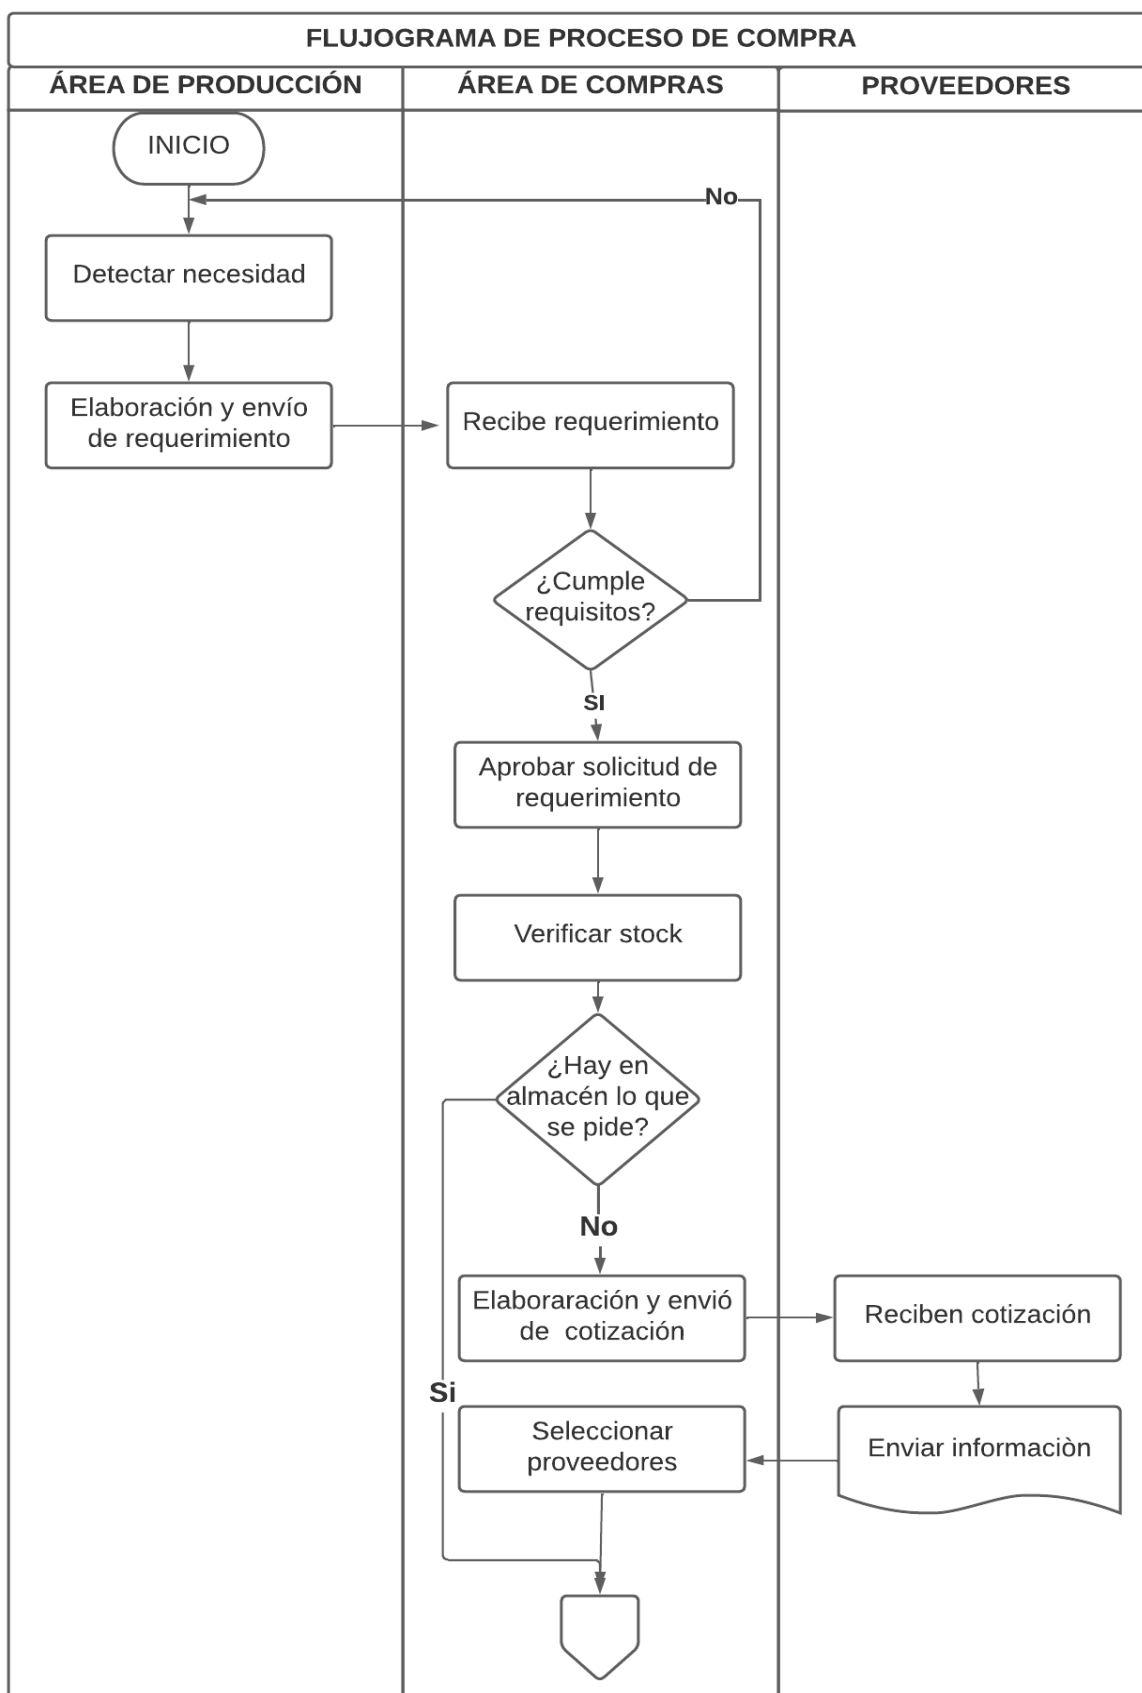 FLUJOGRAMA DE PROCESO DE COMPRA
ÁREA DE PRODUCCIÓN
ÁREA DE COMPRAS
PROVEEDORES
INICIO
No
Detectar necesidad
Elaboración y envío
de requerimiento
Recibe requerimiento
¿Cumple
requisitos?
SI
Aprobar solicitud de
requerimiento
Verificar stock
¿Hay en
almacén lo que
se pide?
No
Elaboraración y envió
de cotización
Reciben cotización
Si
Seleccionar
proveedores
Enviar informaciòn